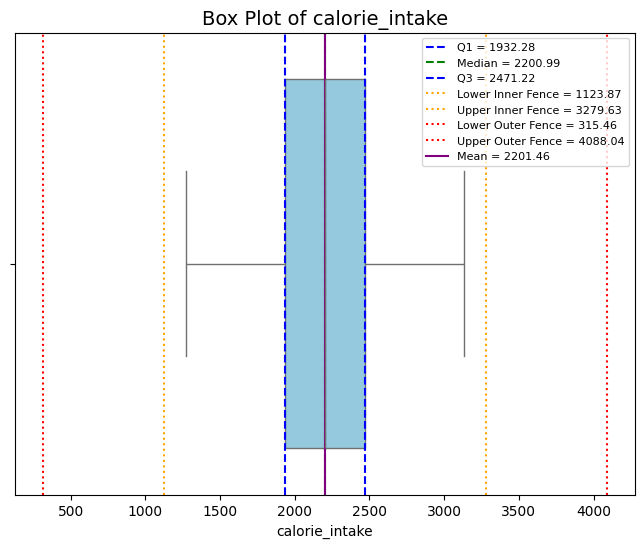 Box Plot of calorie_intake
Q1 = 1932.28
Median = 2200.99
Q3 = 2471.22
Lower Inner Fence = 1123.87
Upper Inner Fence = 3279.63
Lower Outer Fence = 315.46
Upper Outer Fence = 4088.04
Mean = 2201.46
500 1000 1500 2000 2500 3000 3500 4000
calorie_intake